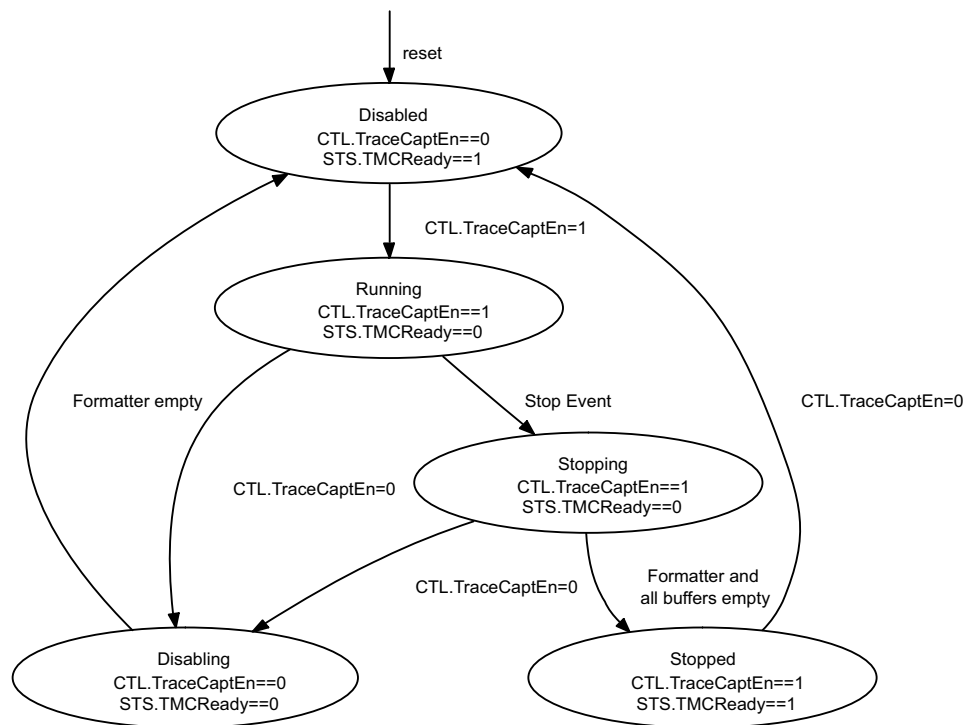 reset
Disabled
CTL.TraceCaptEn==0
STS.TMCReady==1
CTL.TraceCaptEn=1
Running
CTL.TraceCaptEn==1
STS.TMCReady==0
Formatter empty
Stop Event
CTL.TraceCaptEn=0
Stopping
CTL.TraceCaptEn==1
STS.TMCReady==0
CTL.TraceCaptEn=0
CTL.TraceCaptEn=0
Formatter and
all buffers empty
Disabling
CTL.TraceCaptEn==0
STS.TMCReady==0
Stopped
CTL.TraceCaptEn==1
STS.TMCReady==1